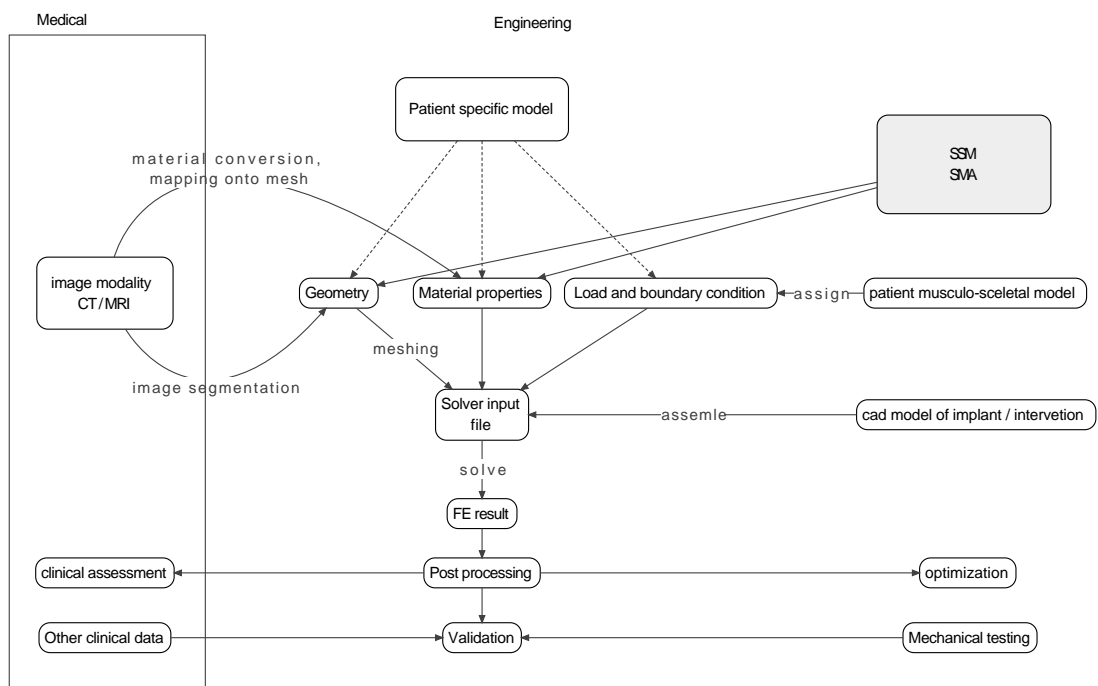 Medical
Engineering
Patient specific model
SSM
SMA
material conversion,
mapping onto mesh
image modality
CT / MRI
Geometry
Material properties
Load and boundary condition
assign
patient musculo-sceletal model
meshing
image segmentation
Solver input
file
assemle
cad model of implant / intervetion
solve
FE result
clinical assessment
Post processing
optimization
Other clinical data
Validation
Mechanical testing